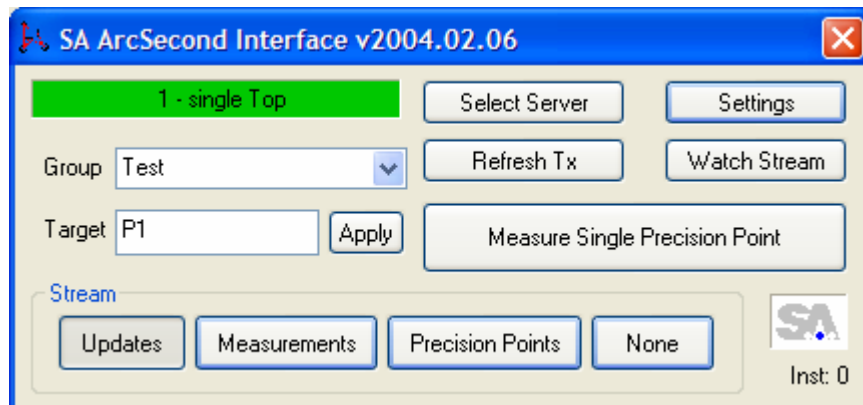 SA ArcSecond Interface v2004.02.06
1 - single Top
Select Server
Settings
Group
Test
Refresh Tx
Watch Stream
Target
P1
Apply
Measure Single Precision Point
Stream
Updates
Measurements
Precision Points
None
SA
Inst: 0